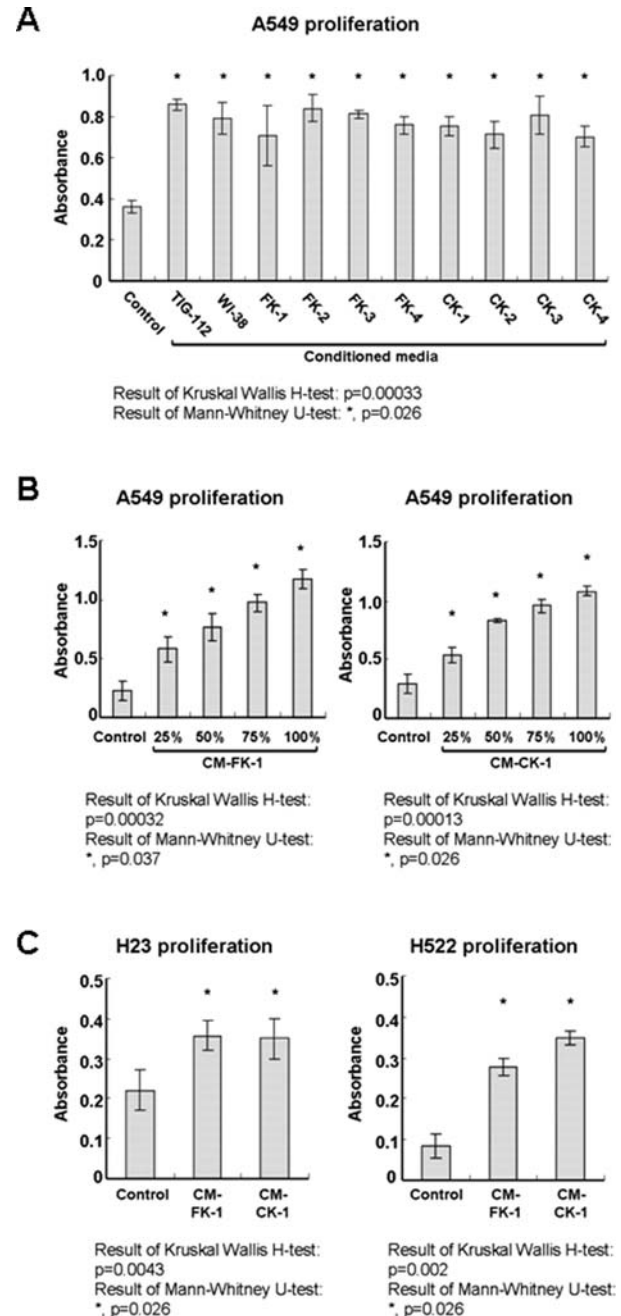 A
A549 proliferation
Absorbance
1.0
0.8
0.6
0.4
0.2
0
* * * * * * * * * *
Control TIG-112 WI-38 FK-1 FK-2 FK-3 FK-4 CK-1 CK-2 CK-3 CK-4
Conditioned media
Result of Kruskal Wallis H-test: p=0.00033
Result of Mann-Whitney U-test: *, p=0.026
B
A549 proliferation
Absorbance
1.5
1.0
0.5
0
* * * *
Control 25% 50% 75% 100%
CM-FK-1
Result of Kruskal Wallis H-test:
p=0.00032
Result of Mann-Whitney U-test:
*, p=0.037
A549 proliferation
Absorbance
1.5
1.0
0.5
0
* * * *
Control 25% 50% 75% 100%
CM-CK-1
Result of Kruskal Wallis H-test:
p=0.00013
Result of Mann-Whitney U-test:
*, p=0.026
C
H23 proliferation
Absorbance
0.5
0.4
0.3
0.2
0.1
0
* *
Control CM- CM-
FK-1 CK-1
Result of Kruskal Wallis H-test:
p=0.0043
Result of Mann-Whitney U-test:
*, p=0.026
H522 proliferation
Absorbance
0.5
0.4
0.3
0.2
0.1
0
* *
Control CM- CM-
FK-1 CK-1
Result of Kruskal Wallis H-test:
p=0.002
Result of Mann-Whitney U-test:
*, p=0.026